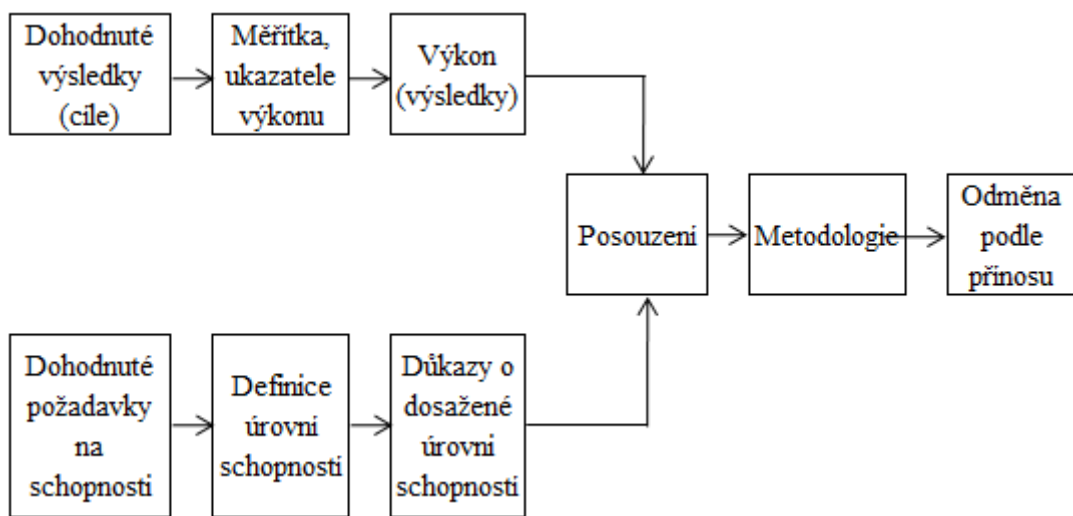 Dohodnuté
výsledky
(cíle)
Měřítka,
ukazatele
výkonu
Výkon
(výsledky)
Posouzení
Metodologie
Odměna
podle
přínosu
Dohodnuté
požadavky
na
schopnosti
Definice
úrovní
schopností
Důkazy o
dosažené
úrovni
schopností